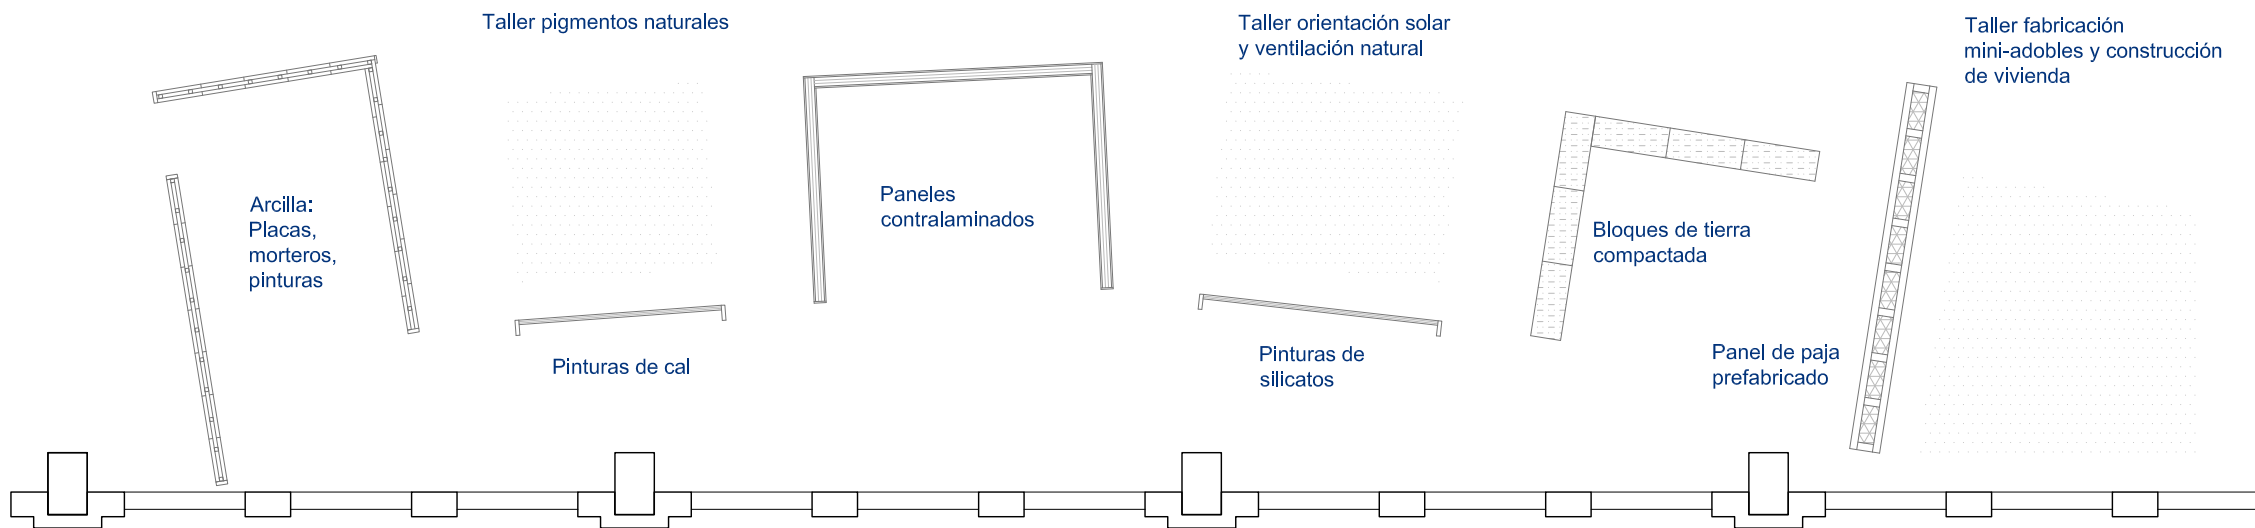 Taller pigmentos naturales
Taller orientación solar
y ventilación natural
Taller fabricación
mini-adobles y construcción
de vivienda
Arcilla:
Placas,
morteros,
pinturas
Paneles
contralaminados
Bloques de tierra
compactada
Pinturas de cal
Pinturas de
silicatos
Panel de paja
prefabricado